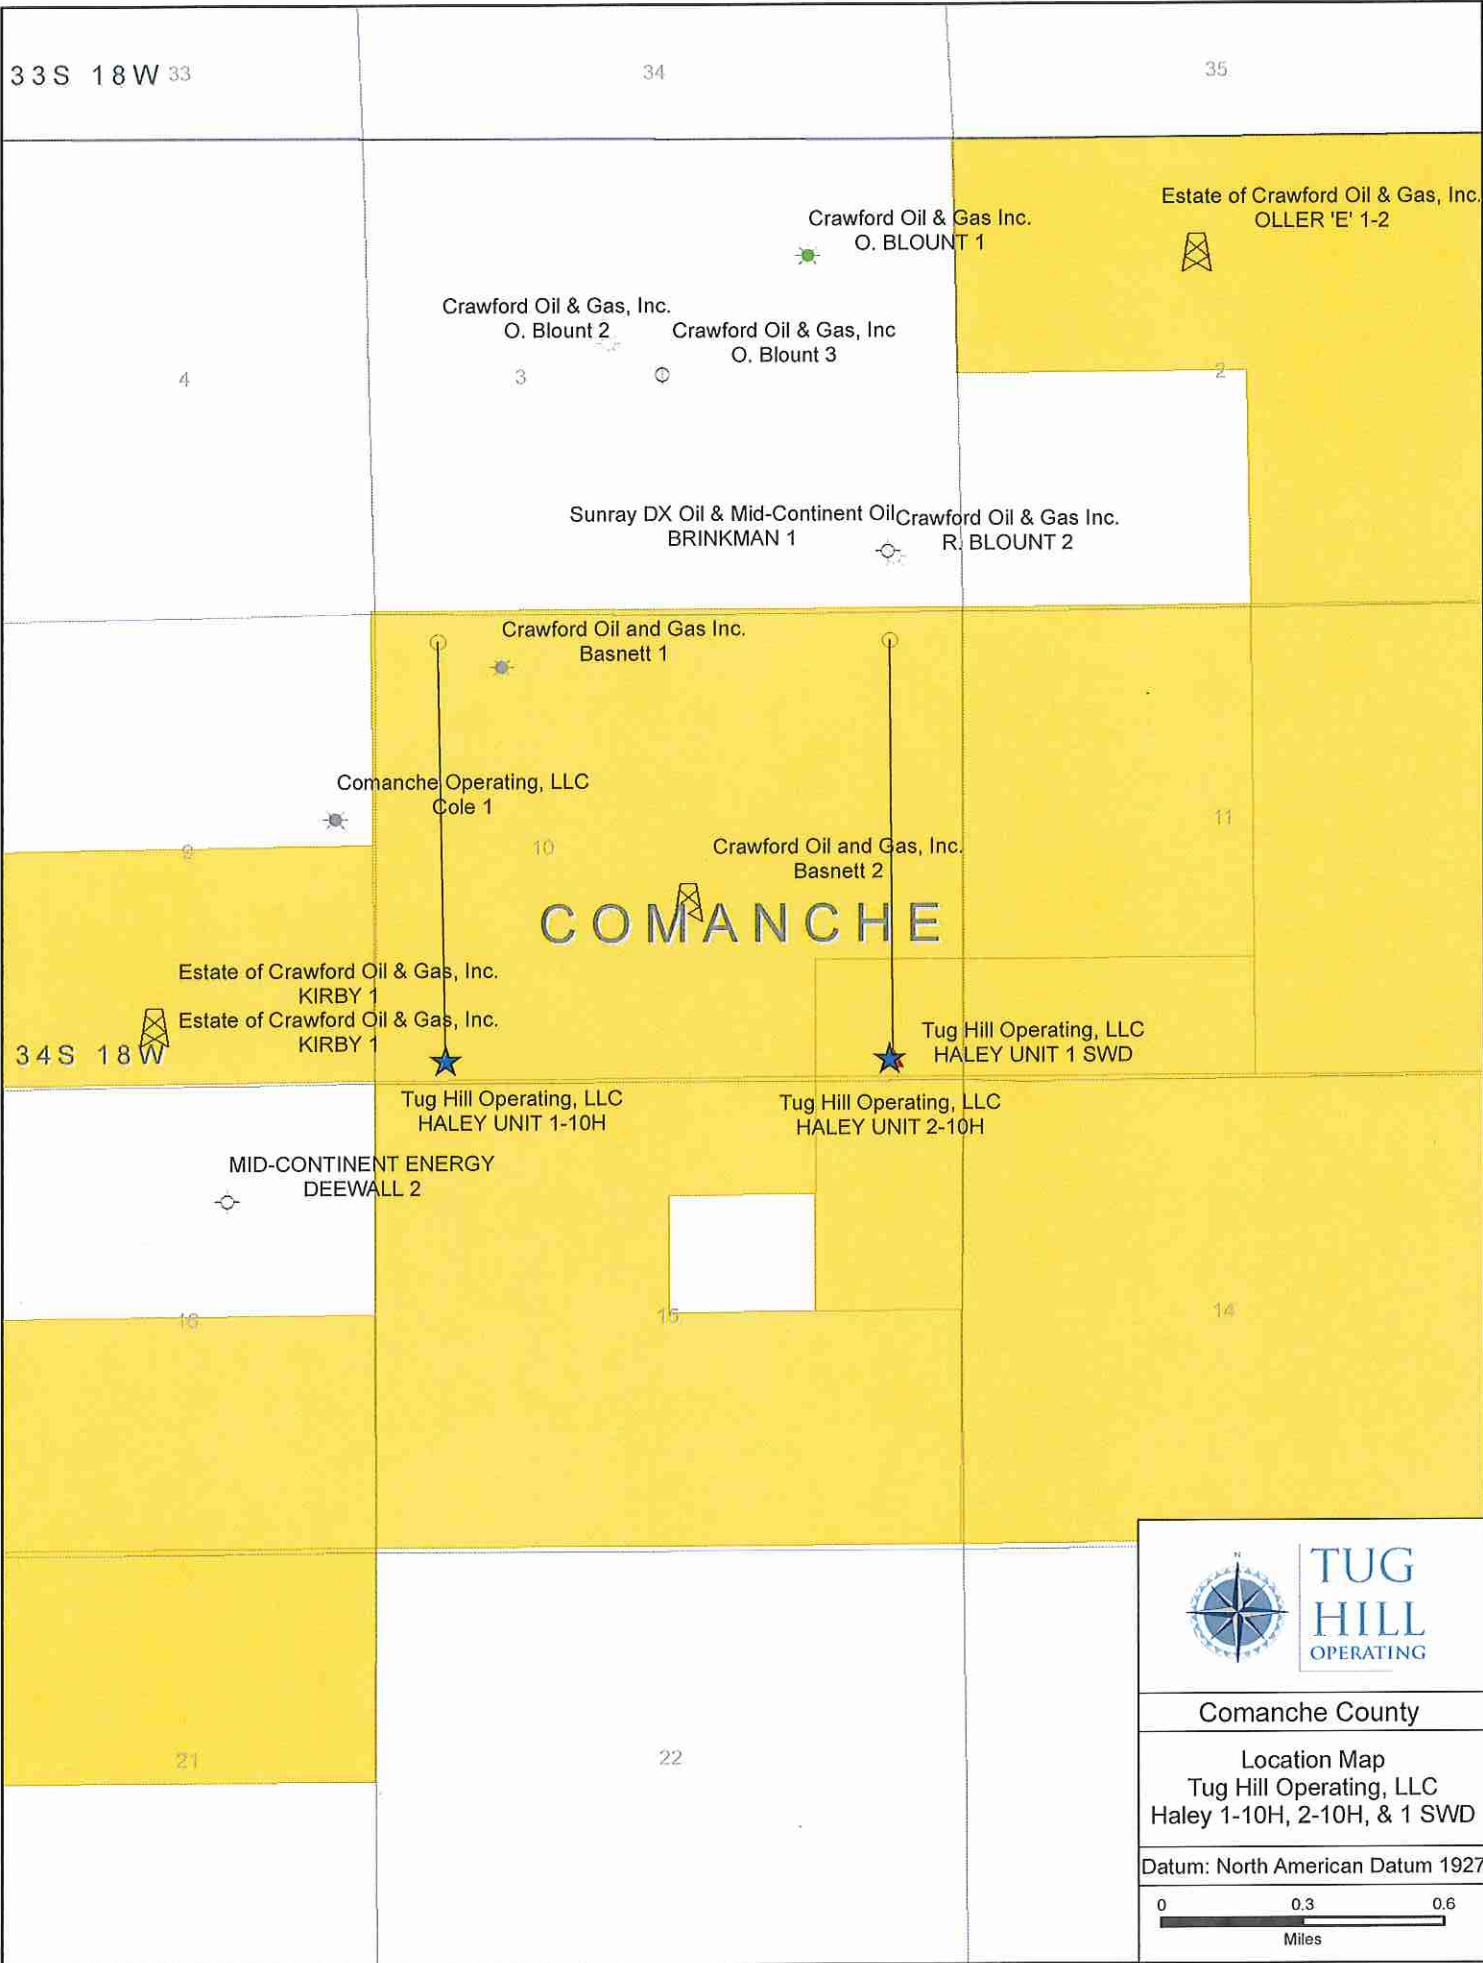 33S 18W 33
34
35
Estate of Crawford Oil & Gas, Inc.
OLLER 'E' 1-2
Crawford Oil & Gas Inc.
O. BLOUNT 1
Crawford Oil & Gas, Inc.
O. Blount 2
Crawford Oil & Gas, Inc
O. Blount 3
4
3
2
Sunray DX Oil & Mid-Continent Oil
BRINKMAN 1
Crawford Oil & Gas Inc.
R. BLOUNT 2
Crawford Oil and Gas Inc.
Basnett 1
Comanche Operating, LLC
Cole 1
9
10
11
Crawford Oil and Gas, Inc.
Basnett 2
COMANCHE
Estate of Crawford Oil & Gas, Inc.
KIRBY 1
Estate of Crawford Oil & Gas, Inc.
KIRBY 1
34S 18W
Tug Hill Operating, LLC
HALEY UNIT 1 SWD
Tug Hill Operating, LLC
HALEY UNIT 1-10H
Tug Hill Operating, LLC
HALEY UNIT 2-10H
MID-CONTINENT ENERGY
DEEWALL 2
16
15
14
21
22
N
TUG
HILL
OPERATING
Comanche County
Location Map
Tug Hill Operating, LLC
Haley 1-10H, 2-10H, & 1 SWD
Datum: North American Datum 1927
0 0.3 0.6
Miles